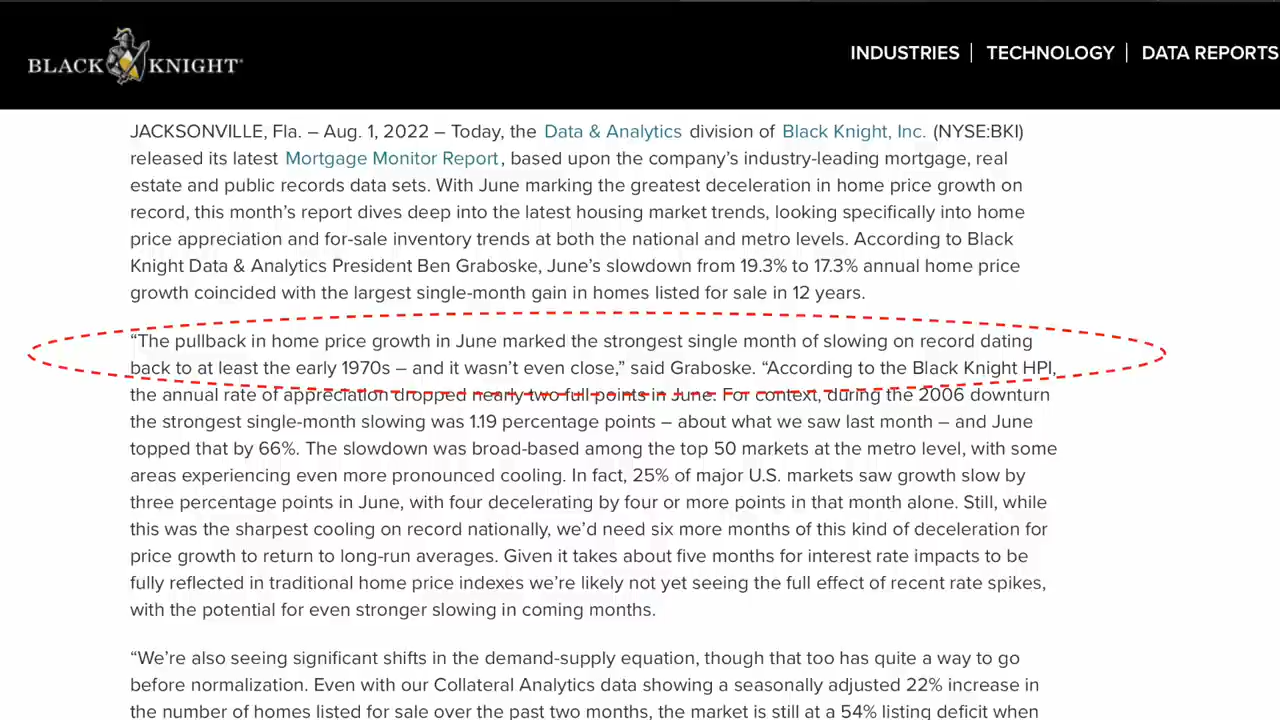 BLACK KNIGHT
INDUSTRIES | TECHNOLOGY | DATA REPORTS
JACKSONVILLE, Fla. – Aug. 1, 2022 – Today, the Data & Analytics division of Black Knight, Inc. (NYSE:BKI)
released its latest Mortgage Monitor Report, based upon the company’s industry-leading mortgage, real
estate and public records data sets. With June marking the greatest deceleration in home price growth on
record, this month’s report dives deep into the latest housing market trends, looking specifically into home
price appreciation and for-sale inventory trends at both the national and metro levels. According to Black
Knight Data & Analytics President Ben Graboske, June’s slowdown from 19.3% to 17.3% annual home price
growth coincided with the largest single-month gain in homes listed for sale in 12 years.
“The pullback in home price growth in June marked the strongest single month of slowing on record dating
back to at least the early 1970s – and it wasn’t even close,” said Graboske. “According to the Black Knight HPI,
the annual rate of appreciation dropped nearly two full points in June. For context, during the 2006 downturn
the strongest single-month slowing was 1.19 percentage points – about what we saw last month – and June
topped that by 66%. The slowdown was broad-based among the top 50 markets at the metro level, with some
areas experiencing even more pronounced cooling. In fact, 25% of major U.S. markets saw growth slow by
three percentage points in June, with four decelerating by four or more points in that month alone. Still, while
this was the sharpest cooling on record nationally, we’d need six more months of this kind of deceleration for
price growth to return to long-run averages. Given it takes about five months for interest rate impacts to be
fully reflected in traditional home price indexes we’re likely not yet seeing the full effect of recent rate spikes,
with the potential for even stronger slowing in coming months.
“We’re also seeing significant shifts in the demand-supply equation, though that too has quite a way to go
before normalization. Even with our Collateral Analytics data showing a seasonally adjusted 22% increase in
the number of homes listed for sale over the past two months, the market is still at a 54% listing deficit when